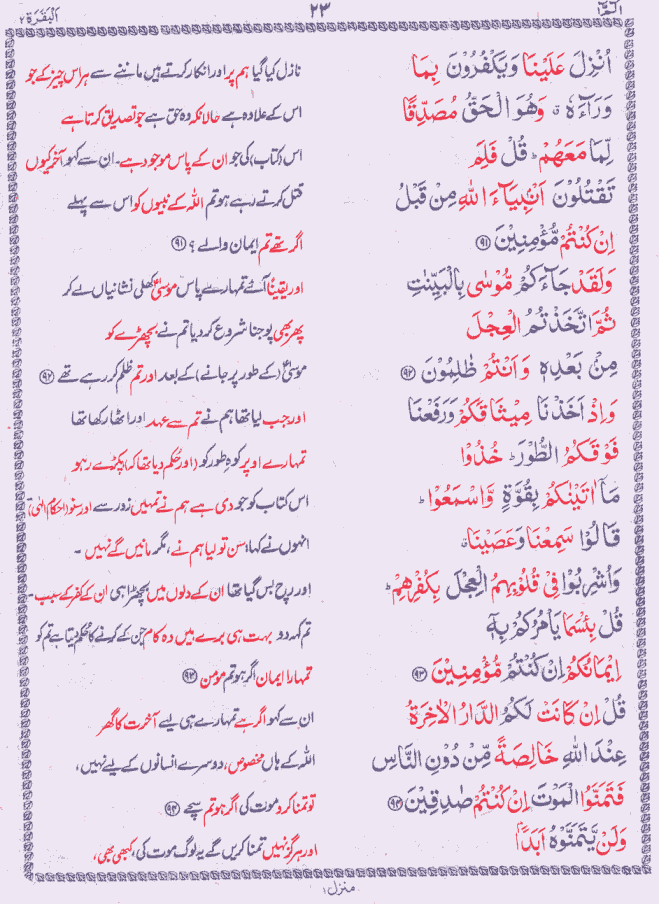 الٓمّٓ ١
٢٣
اَلْبَقَرَة ٢
اُنْزِلَ عَلَيْنَا وَيَكْفُرُوْنَ بِمَا
نازل کیا گیا ہم پر اور انکار کرتے ہیں ماننے سے ہر اس چیز کے جو
وَرَآءَهٗ ۗ وَهُوَ الْحَقُّ مُصَدِّقًا
اس کے علاوہ ہے حالانکہ وہ حق ہے جو تصدیق کرتا ہے
لِّمَا مَعَهُمْ ؕ قُلْ فَلِمَ
اس (کتاب) کی جو ان کے پاس موجود ہے۔ ان سے کہو آخر کیوں
تَقْتُلُوْنَ اَنْۢبِيَآءَ اللّٰهِ مِنْ قَبْلُ
قتل کرتے رہے ہو تم اللہ کے نبیوں کو اس سے پہلے
اِنْ كُنْتُمْ مُّؤْمِنِيْنَ ﴿٩١﴾
اگر تھے تم ایمان والے؟ ﴿٩١﴾
وَلَقَدْ جَآءَكُمْ مُّوْسٰى بِالْبَيِّنٰتِ
اور یقیناً آئے تمہارے پاس موسیٰؑ کھلی نشانیاں لے کر
ثُمَّ اتَّخَذْتُمُ الْعِجْلَ
پھر بھی پوجنا شروع کر دیا تم نے بچھڑے کو
مِنْۢ بَعْدِهٖ وَاَنْتُمْ ظٰلِمُوْنَ ﴿٩٢﴾
موسیٰؑ (کے طور پر جانے) کے بعد اور تم ظلم کر رہے تھے ﴿٩٢﴾
وَاِذْ اَخَذْنَا مِيْثَاقَكُمْ وَرَفَعْنَا
اور جب لیا تھا ہم نے تم سے عہد اور اٹھا رکھا تھا
فَوْقَكُمُ الطُّوْرَ ؕ خُذُوْا
تمہارے اوپر کوہِ طور کو (اور حکم دیا تھا کہ) پکڑے رہو
مَآ اٰتَيْنٰكُمْ بِقُوَّةٍ وَّاسْمَعُوْا ؕ
اس کتاب کو جو دی ہے ہم نے تمہیں زور سے اور سنو (احکامِ الٰہی)
قَالُوْا سَمِعْنَا وَعَصَيْنَا ۗ
انہوں نے کہا، سن تو لیا ہم نے، مگر مانیں گے نہیں ۔
وَاُشْرِبُوْا فِيْ قُلُوْبِهِمُ الْعِجْلَ بِكُفْرِهِمْ ؕ
اور رچ بس گیا تھا ان کے دلوں میں بچھڑا ہی ان کے کفر کے سبب۔
قُلْ بِئْسَمَا يَاْمُرُكُمْ بِهٖٓ
تم کہہ دو بہت ہی برے ہیں وہ کام جن کے کرنے کا حکم دیتا ہے تم کو
اِيْمَانُكُمْ اِنْ كُنْتُمْ مُّؤْمِنِيْنَ ﴿٩٣﴾
تمہارا ایمان اگر ہو تم مومن ﴿٩٣﴾
قُلْ اِنْ كَانَتْ لَكُمُ الدَّارُ الْاٰخِرَةُ
ان سے کہو اگر ہے تمہارے ہی لیے آخرت کا گھر
عِنْدَ اللّٰهِ خَالِصَةً مِّنْ دُوْنِ النَّاسِ
اللہ کے ہاں مخصوص، دوسرے انسانوں کے لیے نہیں،
فَتَمَنَّوُا الْمَوْتَ اِنْ كُنْتُمْ صٰدِقِيْنَ ﴿٩٤﴾
تو تمنا کرو موت کی اگر ہو تم سچے ﴿٩٤﴾
وَلَنْ يَّتَمَنَّوْهُ اَبَدًۢا
اور ہرگز نہیں تمنا کریں گے یہ لوگ موت کی، کبھی بھی،
منزل ١